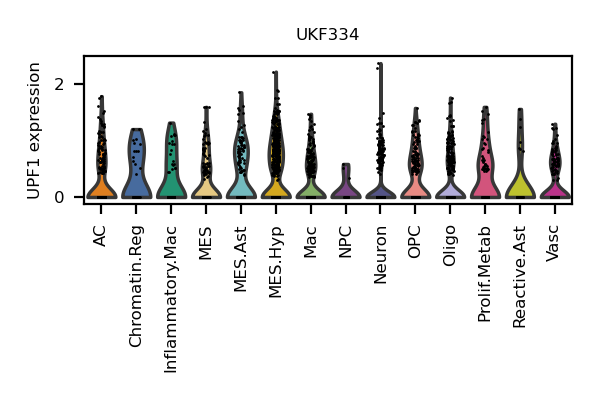 UKF334
UPF1 expression
2
0
AC
Chromatin.Reg
Inflammatory.Mac
MES
MES.Ast
MES.Hyp
Mac
NPC
Neuron
OPC
Oligo
Prolif.Metab
Reactive.Ast
Vasc